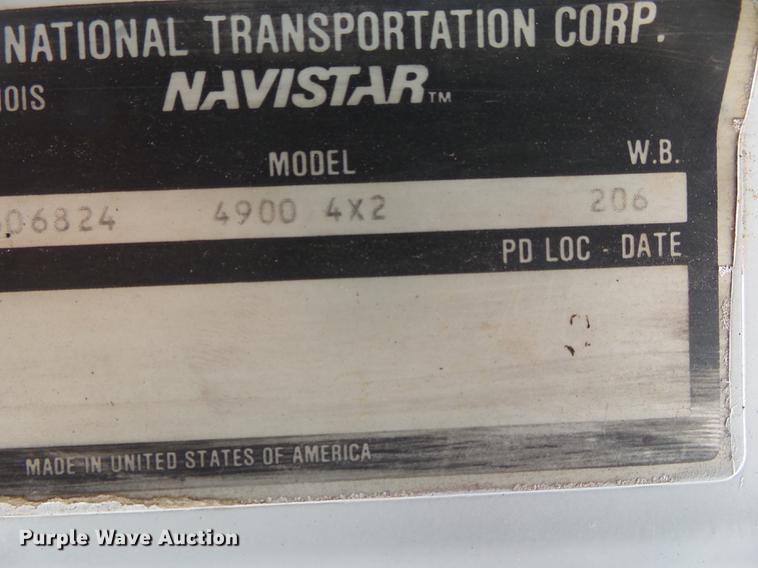 NATIONAL TRANSPORTATION CORP.
NAVISTAR™
MODEL W.B.
06824 4900 4X2 206
PD LOC - DATE
MADE IN UNITED STATES OF AMERICA
Purple Wave Auction